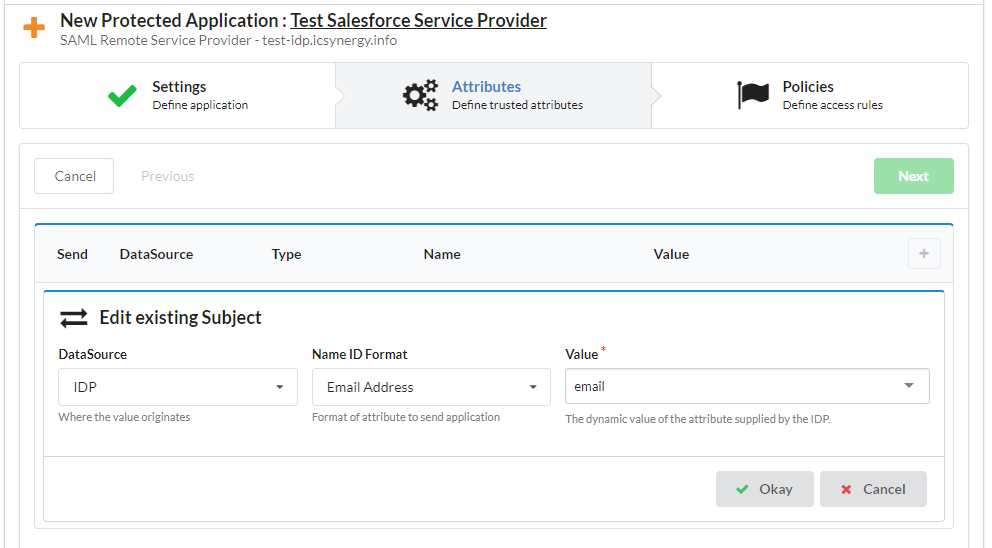 New Protected Application : Test Salesforce Service Provider
SAML Remote Service Provider - test-idp.icsynergy.info
Settings
Define application
Attributes
Define trusted attributes
Policies
Define access rules
Cancel Previous Next
Send DataSource Type Name Value +
Edit existing Subject
DataSource Name ID Format Value *
IDP Email Address email
Where the value originates Format of attribute to send application The dynamic value of the attribute supplied by the IDP.
Okay Cancel